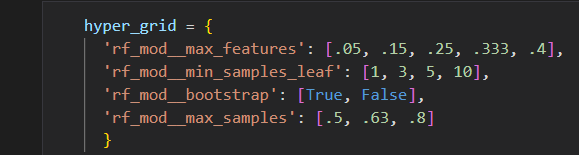 hyper_grid = {
'rf_mod__max_features': [.05, .15, .25, .333, .4],
'rf_mod__min_samples_leaf': [1, 3, 5, 10],
'rf_mod__bootstrap': [True, False],
'rf_mod__max_samples': [.5, .63, .8]
}